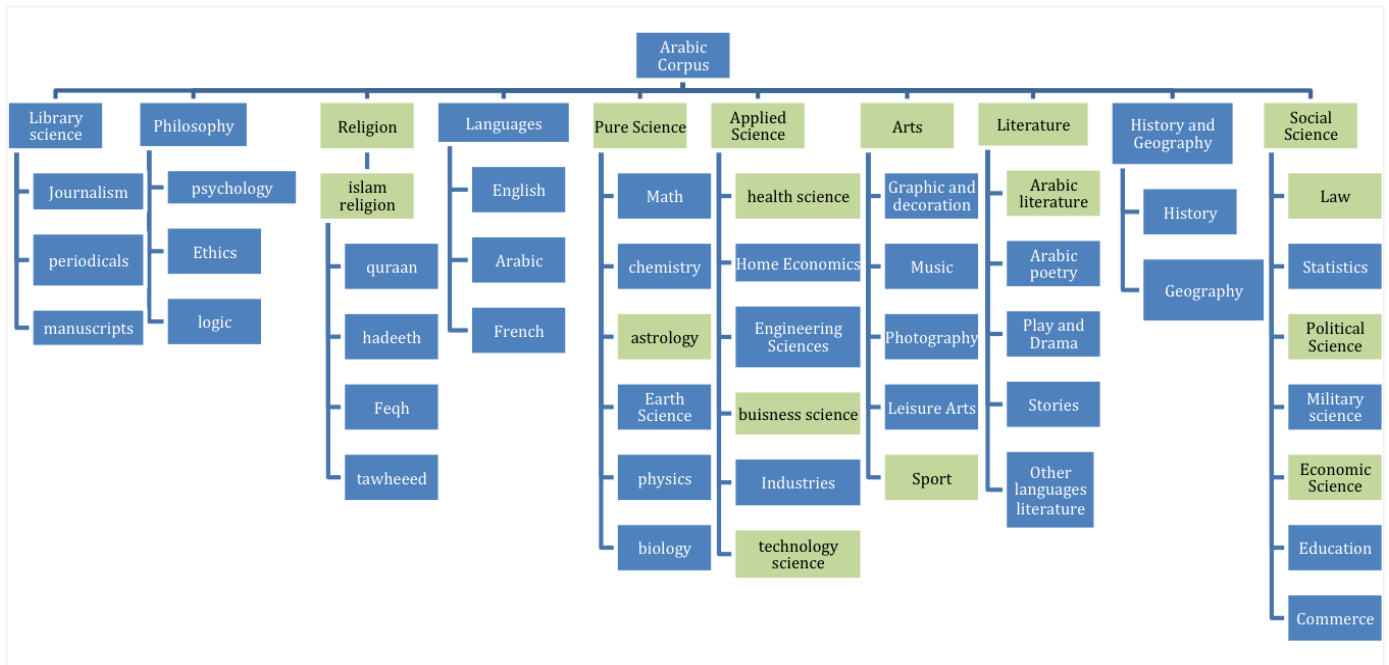 Arabic
Corpus
Library
science
Journalism
periodicals
manuscripts
Philosophy
psychology
Ethics
logic
Religion
islam
religion
quraan
hadeeth
Feqh
tawheeed
Languages
English
Arabic
French
Pure Science
Math
chemistry
astrology
Earth
Science
physics
biology
Applied
Science
health science
Home Economics
Engineering
Sciences
buisness science
Industries
technology
science
Arts
Graphic and
decoration
Music
Photography
Leisure Arts
Sport
Literature
Arabic
literature
Arabic
poetry
Play and
Drama
Stories
Other
languages
literature
History and
Geography
History
Geography
Social
Science
Law
Statistics
Political
Science
Military
science
Economic
Science
Education
Commerce